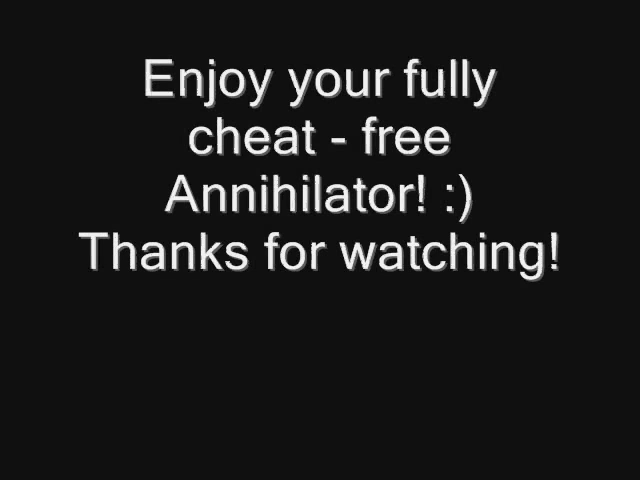 Enjoy your fully
cheat - free
Annihilator! :)
Thanks for watching!